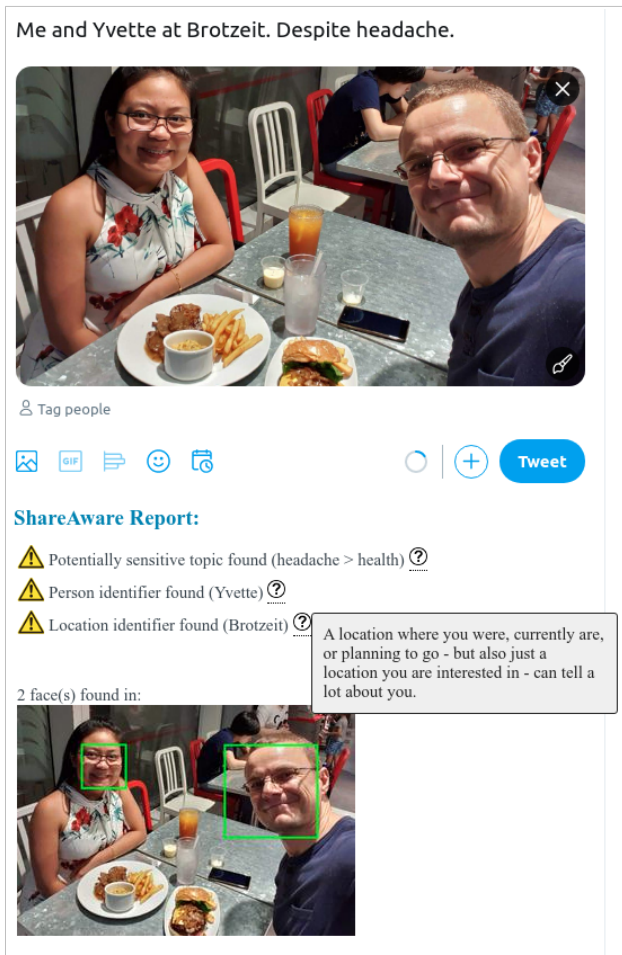 Me and Yvette at Brotzeit. Despite headache.
Tag people
GIF
Tweet
ShareAware Report:
Potentially sensitive topic found (headache > health) ?
Person identifier found (Yvette) ?
Location identifier found (Brotzeit) ?
A location where you were, currently are,
or planning to go - but also just a
location you are interested in - can tell a
lot about you.
2 face(s) found in: